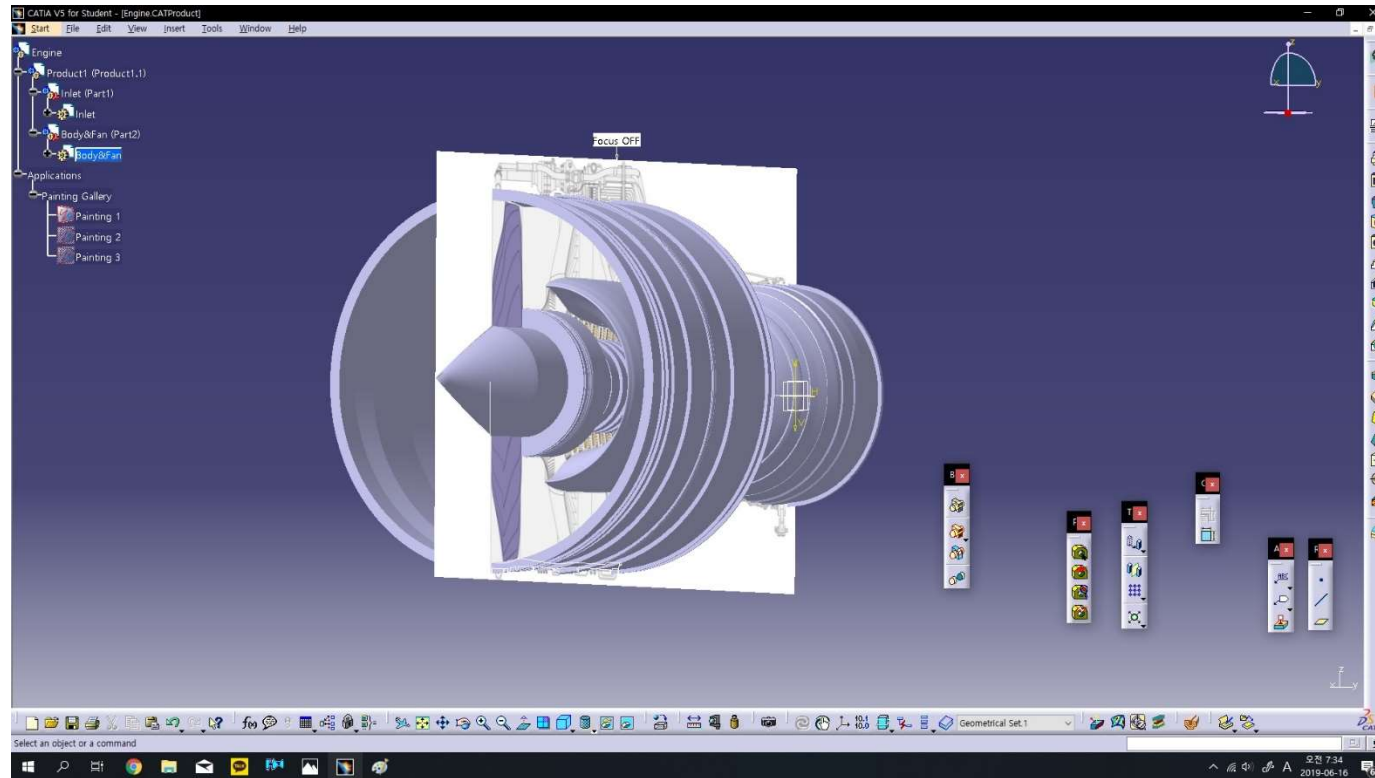 CATIA V5 for Student - [Engine.CATProduct]
Start File Edit View Insert Tools Window Help
Engine
Product1 (Product1.1)
Inlet (Part1)
Inlet
Body&Fan (Part2)
Body&Fan
Applications
Painting Gallery
Painting 1
Painting 2
Painting 3
Focus OFF
z
x y
H
V
B
F
T
C
A
F
z
x y
Geometrical Set.1
Select an object or a command
A 오전 7:34
2019-06-16